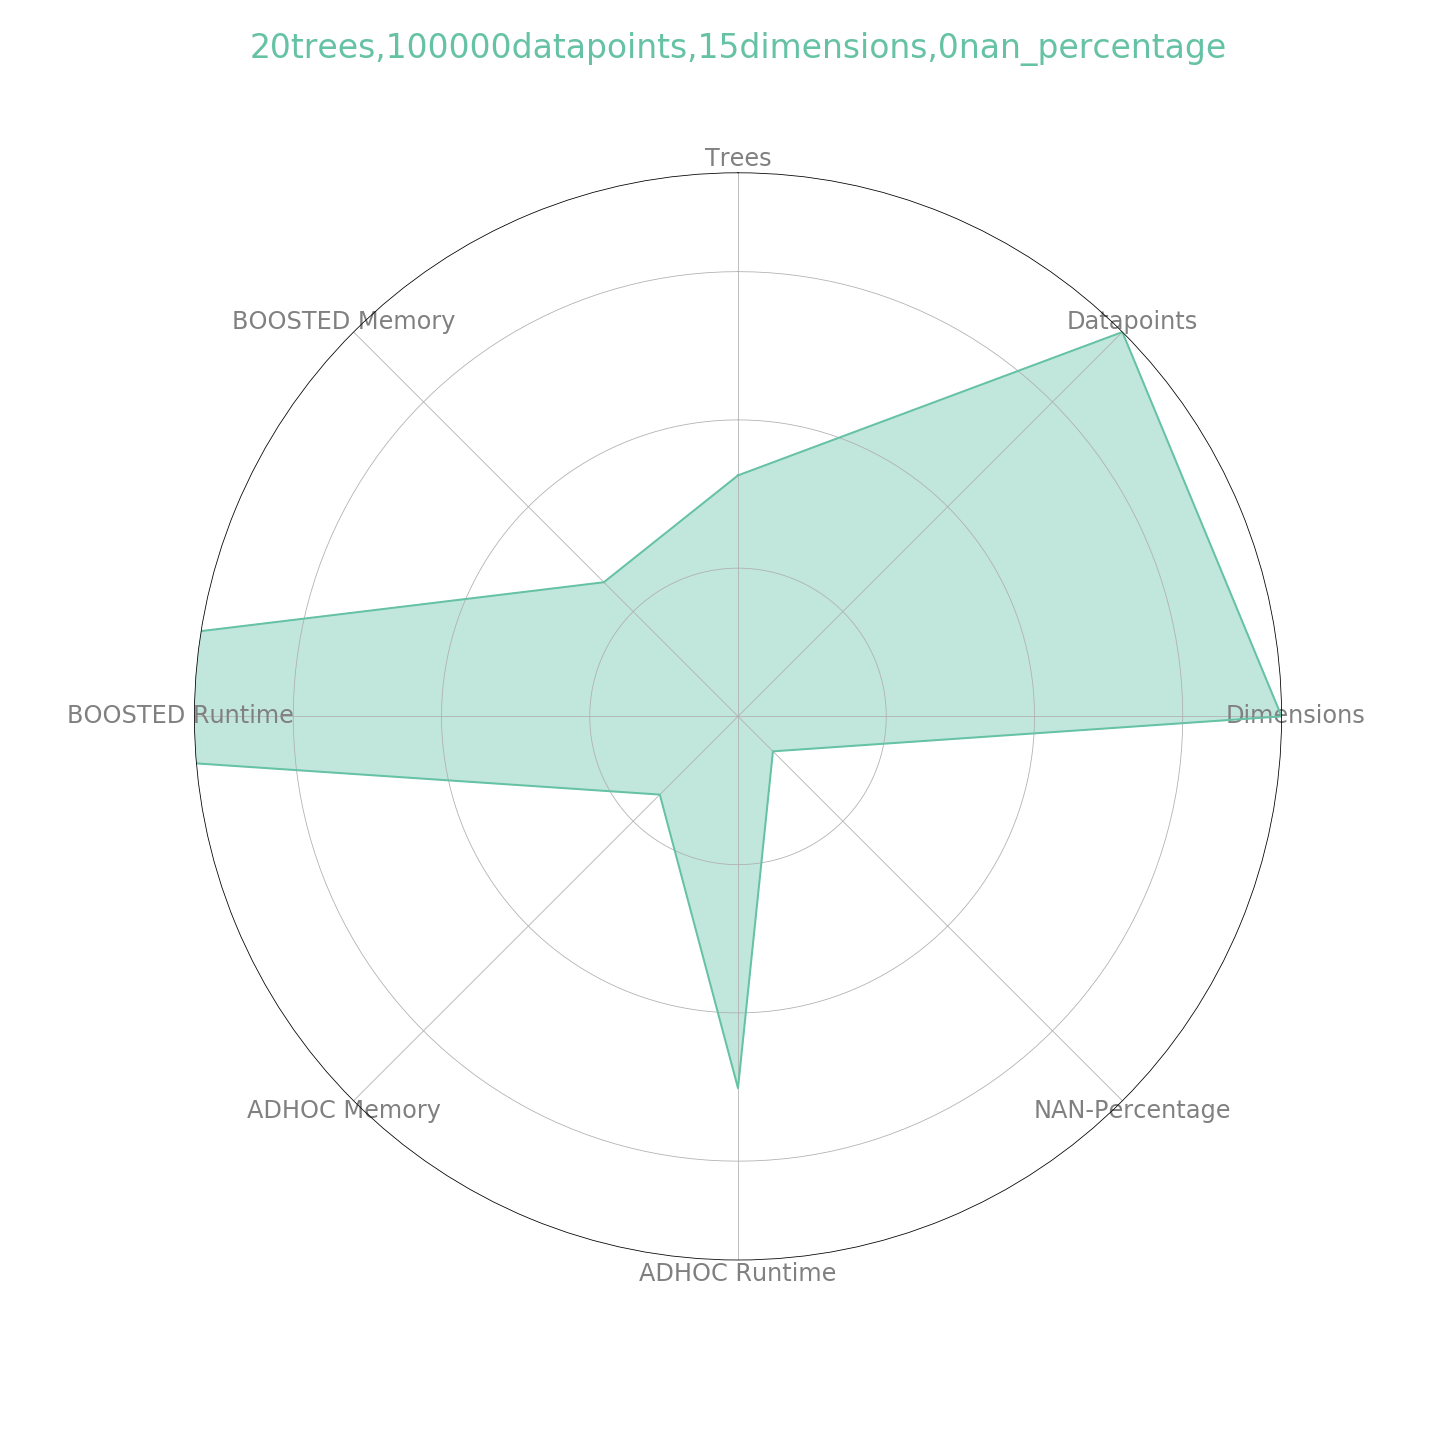 20trees,100000datapoints,15dimensions,0nan_percentage
Trees
BOOSTED Memory
Datapoints
BOOSTED Runtime
Dimensions
ADHOC Memory
NAN-Percentage
ADHOC Runtime